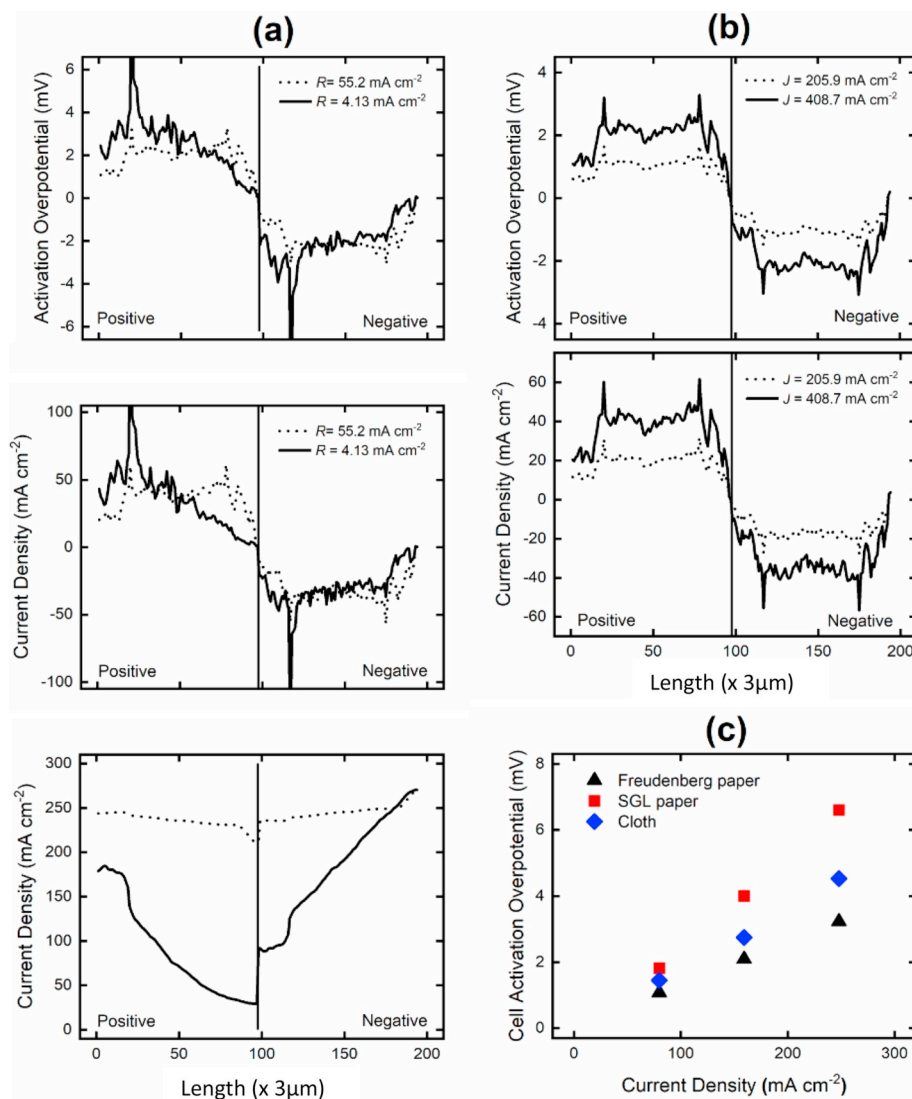 (a)
Activation Overpotential (mV)
6
4
2
0
-2
-4
-6
R= 55.2 mA cm⁻²
R = 4.13 mA cm⁻²
Positive
Negative
Current Density (mA cm⁻²)
100
50
0
-50
-100
R= 55.2 mA cm⁻²
R = 4.13 mA cm⁻²
Positive
Negative
Current Density (mA cm⁻²)
300
250
200
150
100
50
0
Positive
Negative
0
50
100
150
200
Length (x 3µm)
(b)
Activation Overpotential (mV)
4
2
0
-2
-4
J = 205.9 mA cm⁻²
J = 408.7 mA cm⁻²
Positive
Negative
Current Density (mA cm⁻²)
60
40
20
0
-20
-40
-60
J = 205.9 mA cm⁻²
J = 408.7 mA cm⁻²
Positive
Negative
0
50
100
150
200
Length (x 3µm)
(c)
Cell Activation Overpotential (mV)
8
6
4
2
0
Freudenberg paper
SGL paper
Cloth
0
100
200
300
Current Density (mA cm⁻²)